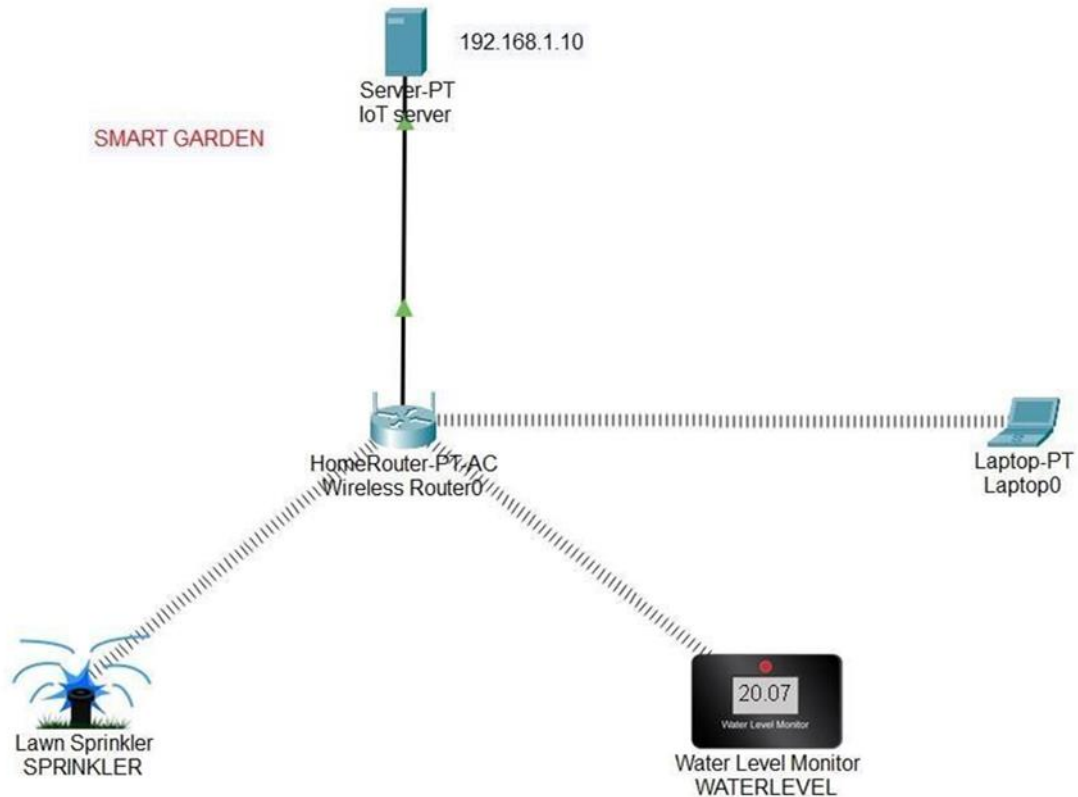 192.168.1.10
Server-PT
IoT server
SMART GARDEN
HomeRouter-PT-AC
Wireless Router0
Laptop-PT
Laptop0
20.07
Water Level Monitor
Lawn Sprinkler
SPRINKLER
Water Level Monitor
WATERLEVEL